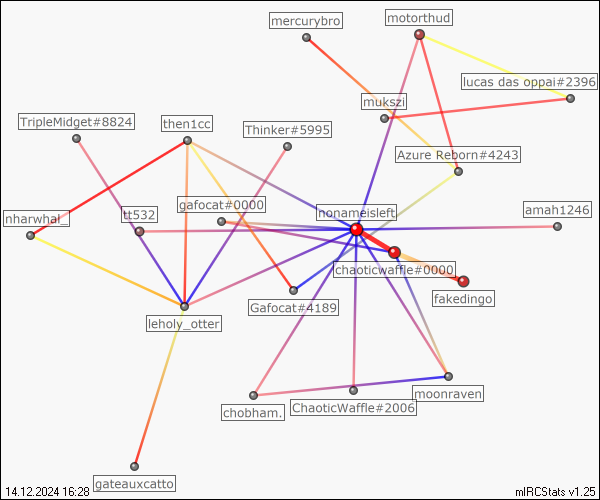 mercurybro
motorthud
lucas das oppai#2396
mukszi
TripleMidget#8824
then1cc
Thinker#5995
Azure Reborn#4243
gafocat#0000
nonameisleft
amah1246
nharwhal_
tt532
chaoticwaffle#0000
fakedingo
Gafocat#4189
leholy_otter
moonraven
chobham.
ChaoticWaffle#2006
gateauxcatto
14.12.2024 16:28
mIRCStats v1.25